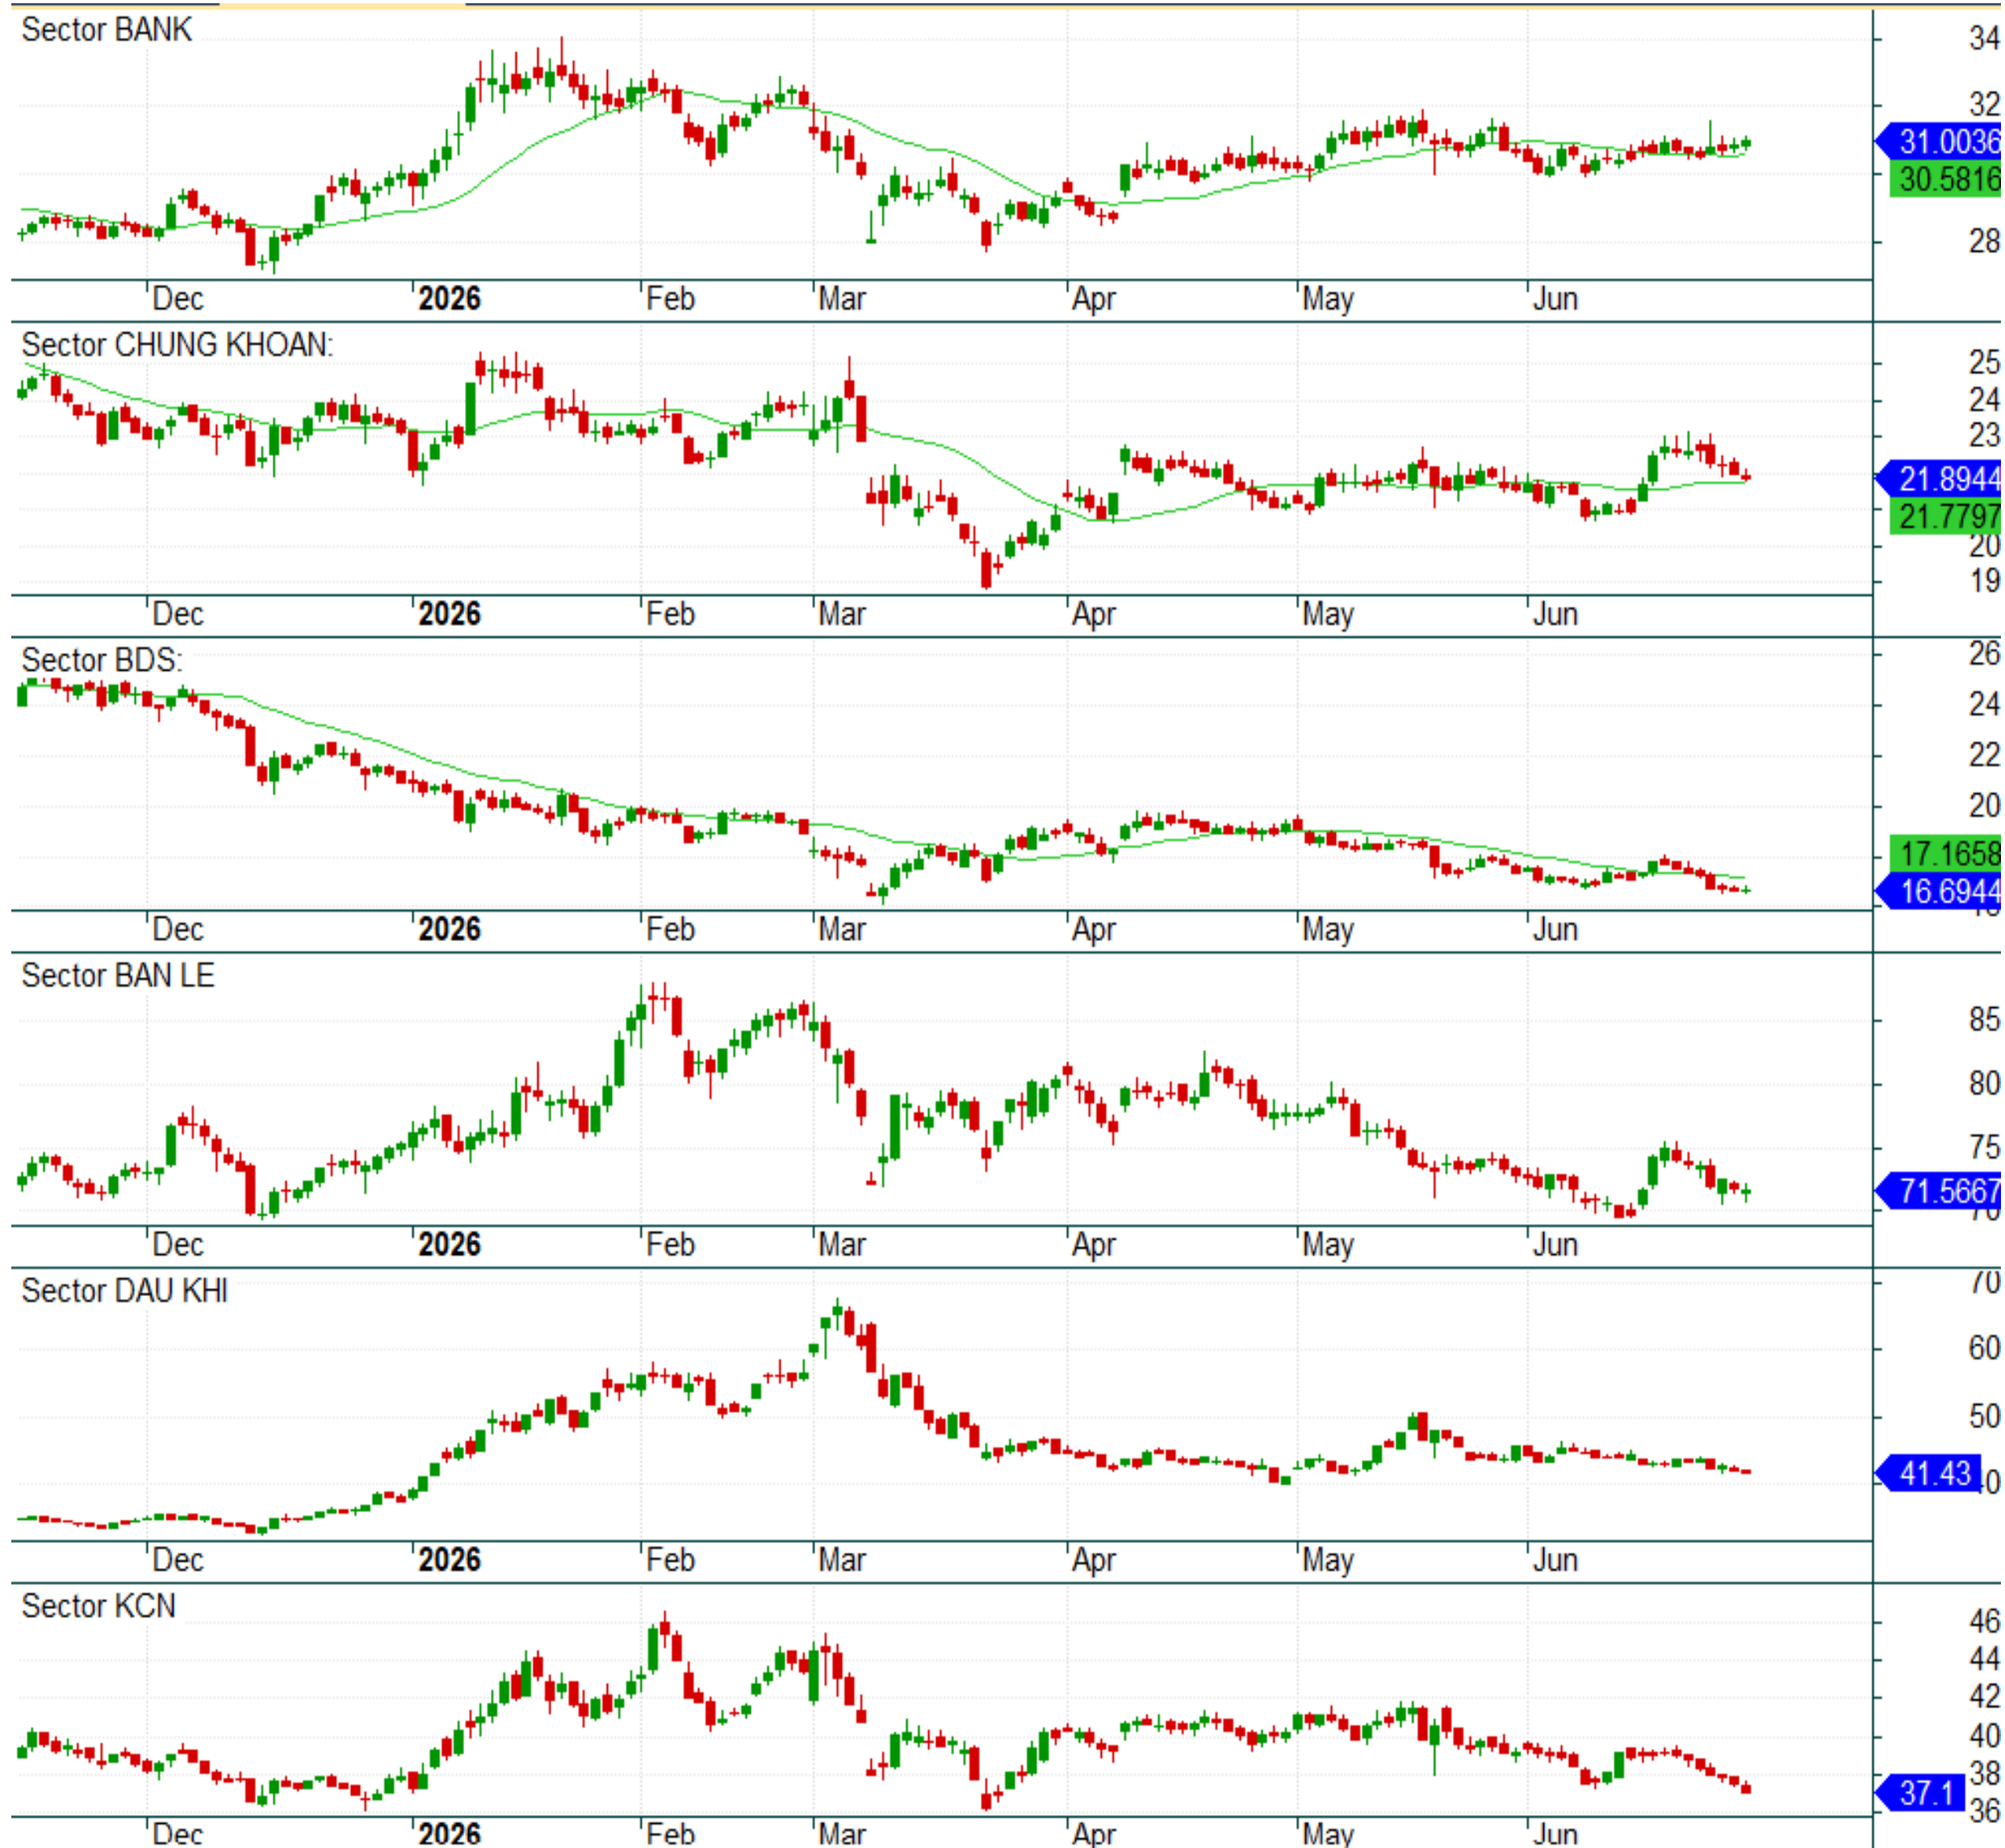 Sector BANK
34
32
31.0036
30.5816
28
Dec 2026 Feb Mar Apr May Jun
Sector CHUNG KHOAN:
25
24
23
21.8944
21.7797
20
19
Dec 2026 Feb Mar Apr May Jun
Sector BDS:
26
24
22
20
17.1658
16.6944
Dec 2026 Feb Mar Apr May Jun
Sector BAN LE
85
80
75
71.5667
70
Dec 2026 Feb Mar Apr May Jun
Sector DAU KHI
70
60
50
41.43
Dec 2026 Feb Mar Apr May Jun
Sector KCN
46
44
42
40
38
37.1
36
Dec 2026 Feb Mar Apr May Jun